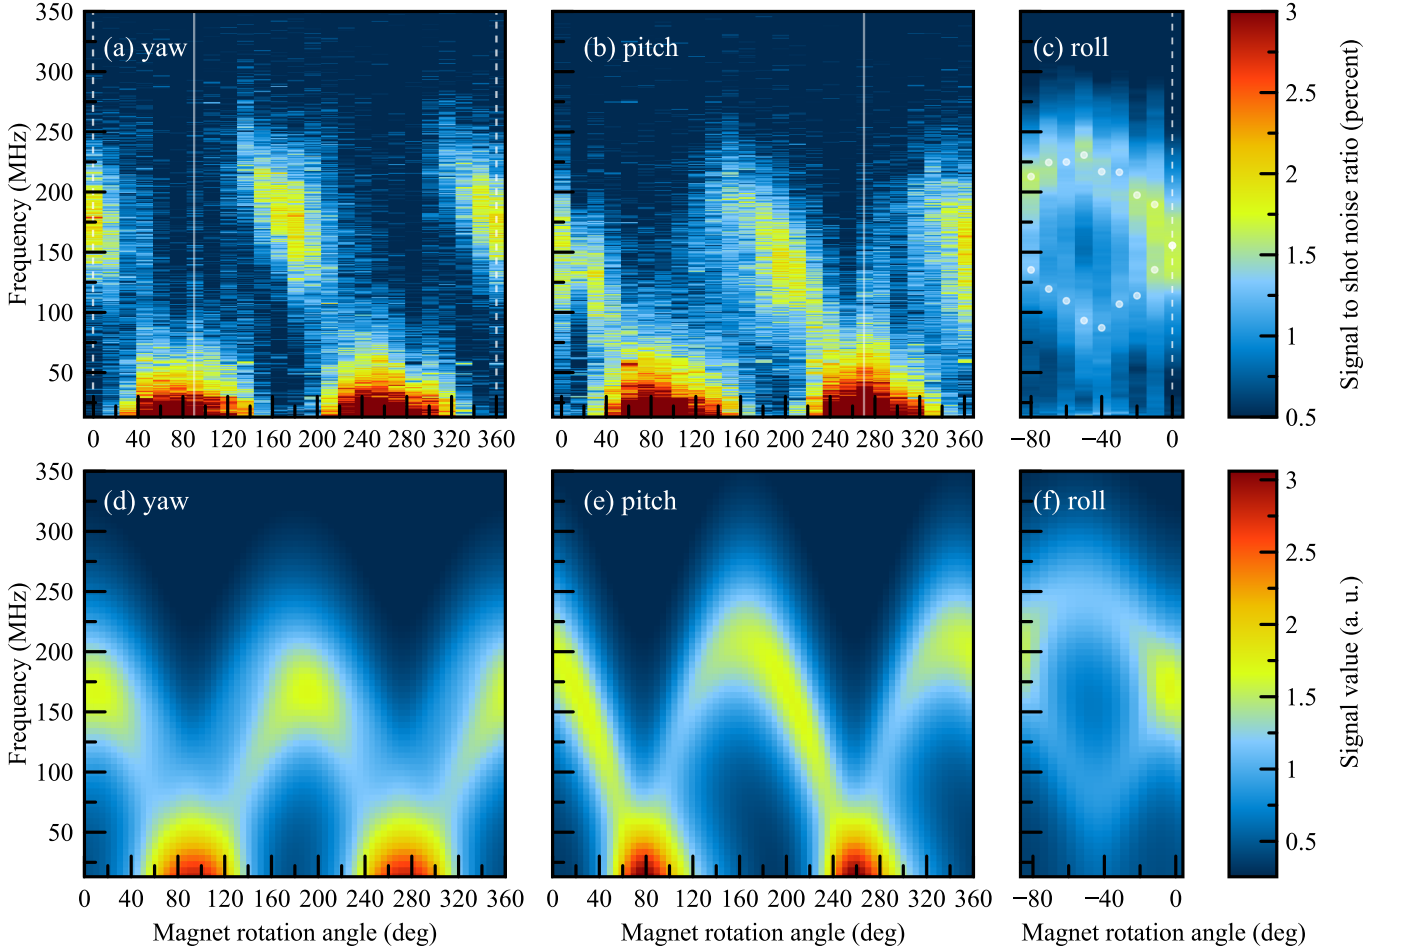 (a) yaw
(b) pitch
(c) roll
350
300
250
200
150
100
50
Frequency (MHz)
0 40 80 120 160 200 240 280 320 360
0 40 80 120 160 200 240 280 320 360
−80 −40 0
3
2.5
2
1.5
1
0.5
Signal to shot noise ratio (percent)
(d) yaw
(e) pitch
(f) roll
350
300
250
200
150
100
50
Frequency (MHz)
0 40 80 120 160 200 240 280 320 360
0 40 80 120 160 200 240 280 320 360
−80 −40 0
3
2.5
2
1.5
1
0.5
Signal value (a. u.)
Magnet rotation angle (deg)
Magnet rotation angle (deg)
Magnet rotation angle (deg)